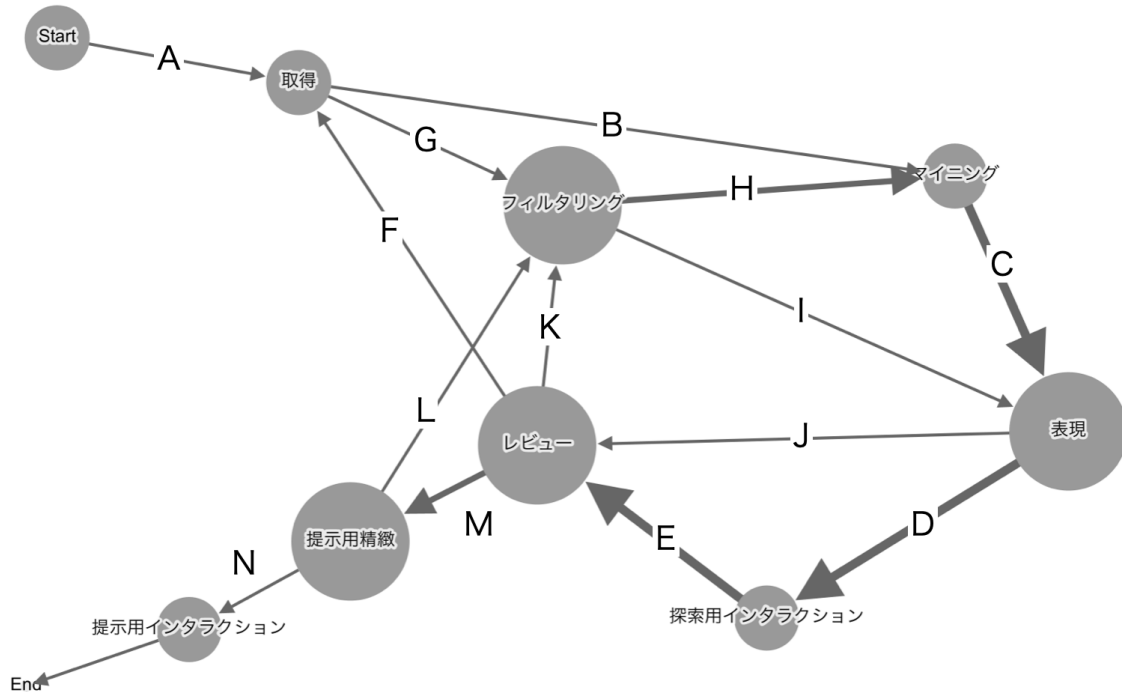 Start
A
取得
B
G
フィルタリング
H
マイニング
F
C
K
I
L
レビュー
J
表現
M
D
E
提示用精緻
N
提示用インタラクション
探索用インタラクション
End